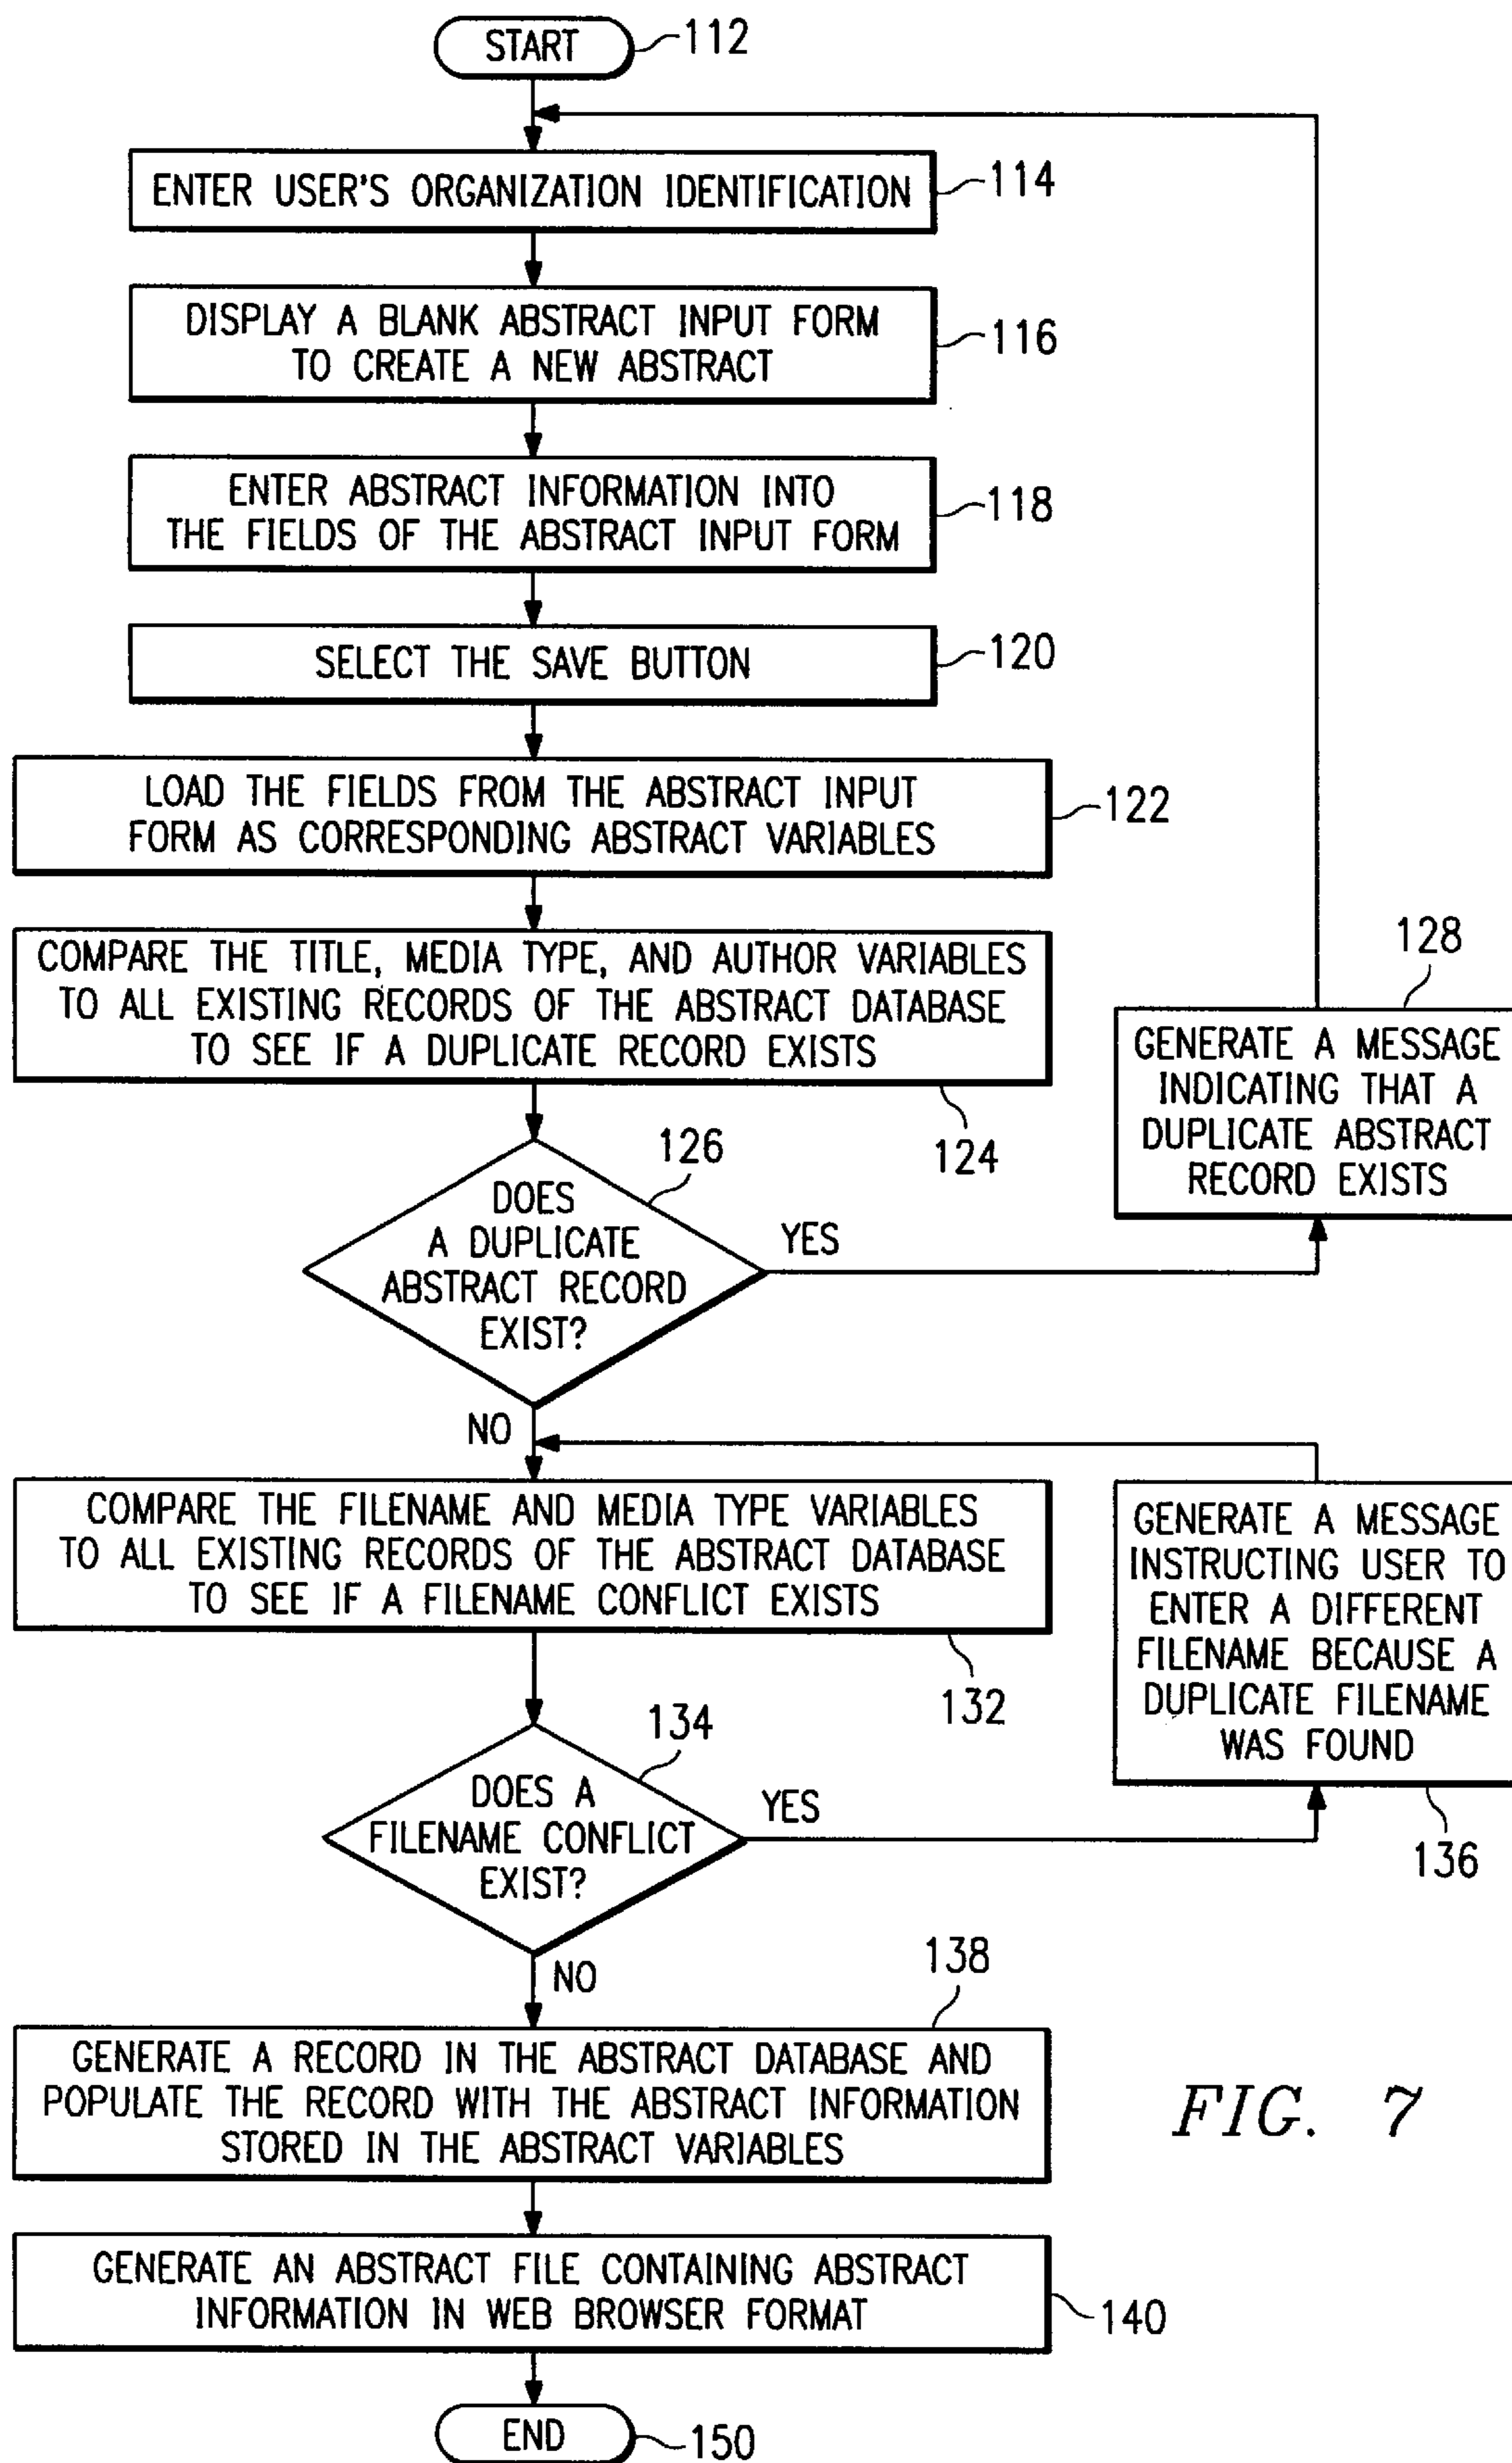 START
112
ENTER USER'S ORGANIZATION IDENTIFICATION
114
DISPLAY A BLANK ABSTRACT INPUT FORM
TO CREATE A NEW ABSTRACT
116
ENTER ABSTRACT INFORMATION INTO
THE FIELDS OF THE ABSTRACT INPUT FORM
118
SELECT THE SAVE BUTTON
120
LOAD THE FIELDS FROM THE ABSTRACT INPUT
FORM AS CORRESPONDING ABSTRACT VARIABLES
122
COMPARE THE TITLE, MEDIA TYPE, AND AUTHOR VARIABLES
TO ALL EXISTING RECORDS OF THE ABSTRACT DATABASE
TO SEE IF A DUPLICATE RECORD EXISTS
124
126
DOES
A DUPLICATE
ABSTRACT RECORD
EXIST?
YES
128
GENERATE A MESSAGE
INDICATING THAT A
DUPLICATE ABSTRACT
RECORD EXISTS
NO
COMPARE THE FILENAME AND MEDIA TYPE VARIABLES
TO ALL EXISTING RECORDS OF THE ABSTRACT DATABASE
TO SEE IF A FILENAME CONFLICT EXISTS
132
134
DOES A
FILENAME CONFLICT
EXIST?
YES
GENERATE A MESSAGE
INSTRUCTING USER TO
ENTER A DIFFERENT
FILENAME BECAUSE A
DUPLICATE FILENAME
WAS FOUND
136
NO
138
GENERATE A RECORD IN THE ABSTRACT DATABASE AND
POPULATE THE RECORD WITH THE ABSTRACT INFORMATION
STORED IN THE ABSTRACT VARIABLES
FIG. 7
GENERATE AN ABSTRACT FILE CONTAINING ABSTRACT
INFORMATION IN WEB BROWSER FORMAT
140
END
150